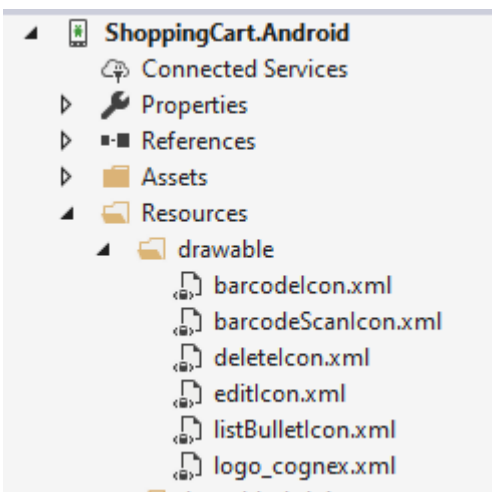 ShoppingCart.Android
Connected Services
Properties
References
Assets
Resources
drawable
barcodeIcon.xml
barcodeScanIcon.xml
deleteIcon.xml
editIcon.xml
listBulletIcon.xml
logo_cognex.xml